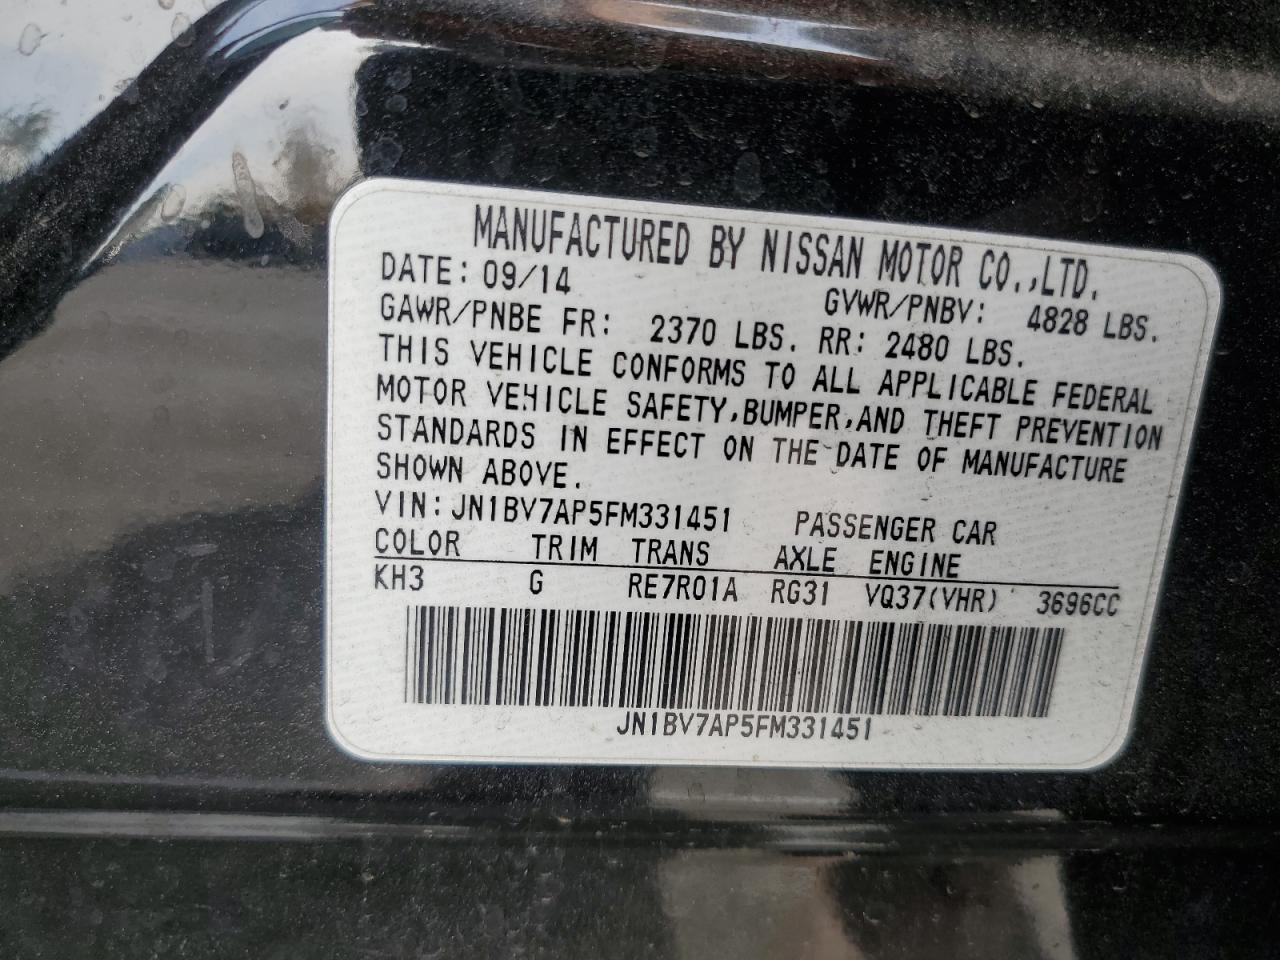 MANUFACTURED BY NISSAN MOTOR CO.,LTD.
DATE: 09/14 GVWR/PNBV: 4828 LBS.
GAWR/PNBE FR: 2370 LBS. RR: 2480 LBS.
THIS VEHICLE CONFORMS TO ALL APPLICABLE FEDERAL
MOTOR VEHICLE SAFETY,BUMPER,AND THEFT PREVENTION
STANDARDS IN EFFECT ON THE DATE OF MANUFACTURE
SHOWN ABOVE.
VIN: JN1BV7AP5FM331451 PASSENGER CAR
COLOR TRIM TRANS AXLE ENGINE
KH3 G RE7R01A RG31 VQ37(VHR) 3696CC
JN1BV7AP5FM331451